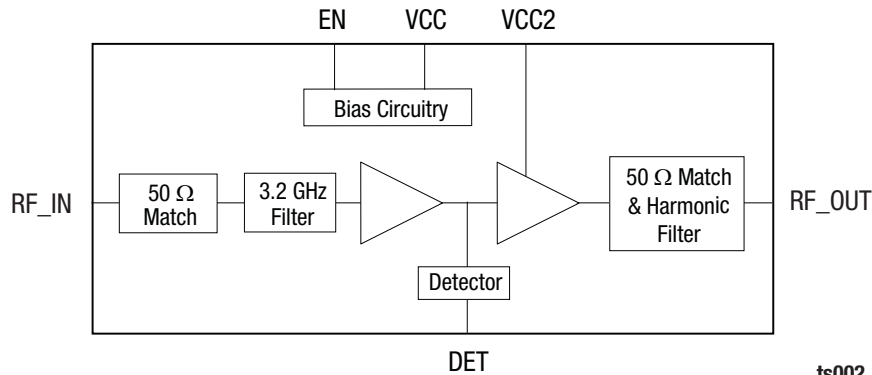 EN VCC VCC2
Bias Circuitry
RF_IN
50 Ω
Match
3.2 GHz
Filter
50 Ω Match
& Harmonic
Filter
RF_OUT
Detector
DET
ts002